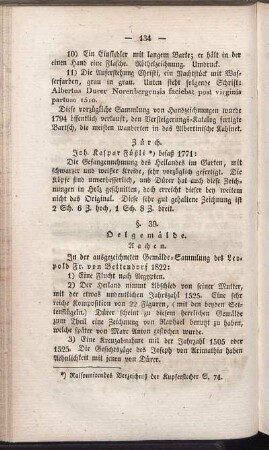 — 134 —
10) Ein Einsiedler mit langem Barte; er hält in der
einen Hand eine Flasche. Röthelzeichnung. Umdruck.
11) Die Auferstehung Christi, ein Nachtstück mit Was-
serfarben, grau in grau. Unten steht folgende Schrift:
Albertus Durer Norenbergensis faciebat post virginis
partum: 1510.
Diese vorzügliche Sammlung von Handzeichnungen wurde
1794 öffentlich verkauft, den Versteigerungs-Katalog fertigte
Bartsch, die meisten wanderten in das Albertinische Kabinet.
Zürch.
Joh. Kaspar Füßli *) besaß 1771:
Die Gefangennehmung des Heilandes im Garten, mit
schwarzer und weißer Kreide, sehr vorzüglich gefertigt. Die
Köpfe sind unverbesserlich, und Dürer hat auch diese Zeich-
nungen in Holz geschnitten, doch erreicht diese bey weitem
nicht das Original. Diese sehr gut gehaltene Zeichnung ist
2 Sch. 6 Z. hoch, 1 Sch. 8 Z. breit.
§. 39.
Oelgemälde.
Aachen.
In der ausgezeichneten Gemälde-Sammlung des Leo-
pold Fr. von Bettendorf 1822:
1) Eine Flucht nach Aegypten.
2) Der Heiland nimmt Abschied von seiner Mutter,
mit der etwas undeutlichen Jahrzahl 1525. Eine sehr
reiche Composition von 22 Figuren, ( mit den beyden Sei-
tenflügeln.) Dürer scheint zu diesem herrlichen Gemälde
zum Theil eine Zeichnung von Raphael benutzt zu haben,
welche später von Marc Anton gestochen wurde.
3) Eine Kreuzabnahme mit der Jahrzahl 1505 oder
1525. Die Gesichtszüge des Joseph von Arimathia haben
Aehnlichkeit mit jenen von Dürer.
*) Raisonnirendes Verzeichniß der Kupferstecher S. 74.